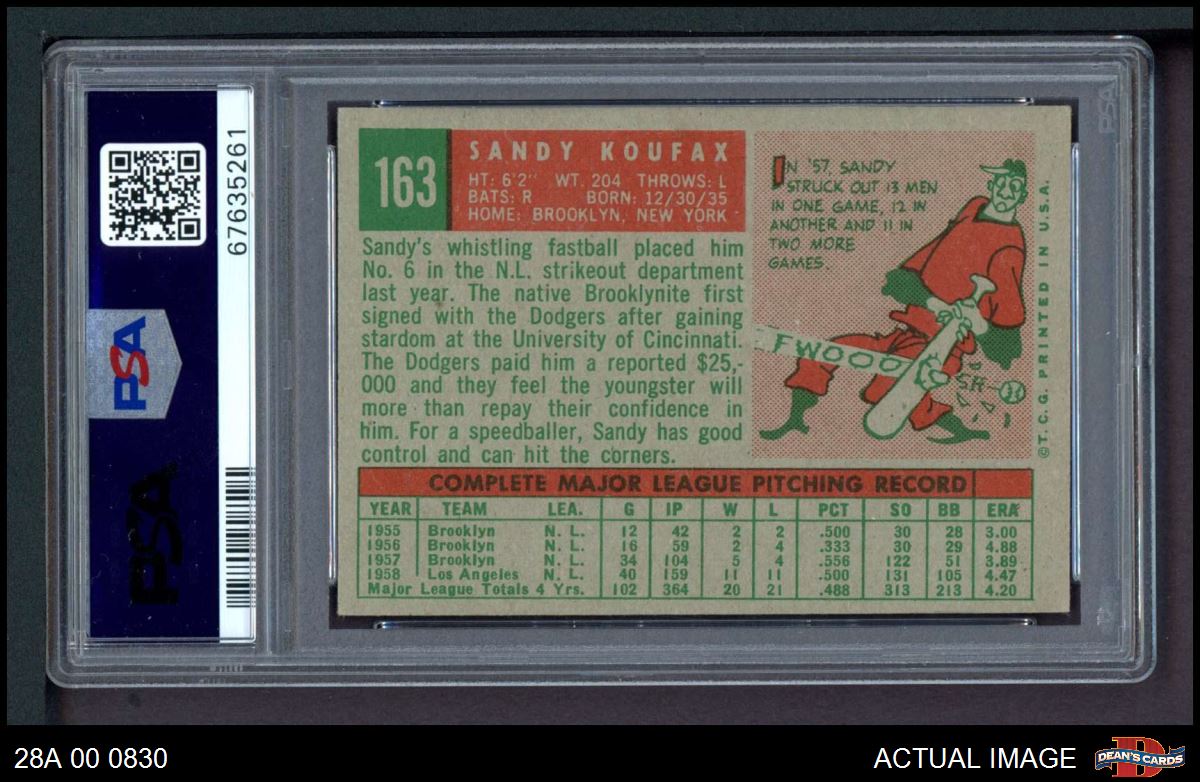 67635261
PSA
PSA
PSA
163
SANDY KOUFAX
HT: 6'2" WT. 204 THROWS: L
BATS: R BORN: 12/30/35
HOME: BROOKLYN, NEW YORK
Sandy's whistling fastball placed him
No. 6 in the N.L. strikeout department
last year. The native Brooklynite first
signed with the Dodgers after gaining
stardom at the University of Cincinnati.
The Dodgers paid him a reported $25,-
000 and they feel the youngster will
more than repay their confidence in
him. For a speedballer, Sandy has good
control and can hit the corners.
IN '57, SANDY
STRUCK OUT 13 MEN
IN ONE GAME, 12 IN
ANOTHER AND 11 IN
TWO MORE
GAMES.
FWOOO
SR-
©T.C.G. PRINTED IN U.S.A.
COMPLETE MAJOR LEAGUE PITCHING RECORD
YEAR TEAM LEA. G IP W L PCT SO BB ERA
1955 Brooklyn N. L. 12 42 2 2 .500 30 28 3.00
1956 Brooklyn N. L. 16 59 2 4 .333 30 29 4.88
1957 Brooklyn N. L. 34 104 5 4 .556 122 51 3.89
1958 Los Angeles N. L. 40 159 11 11 .500 131 105 4.47
Major League Totals 4 Yrs. 102 364 20 21 .488 313 213 4.20
28A 00 0830
ACTUAL IMAGE
DEAN'S CARDS